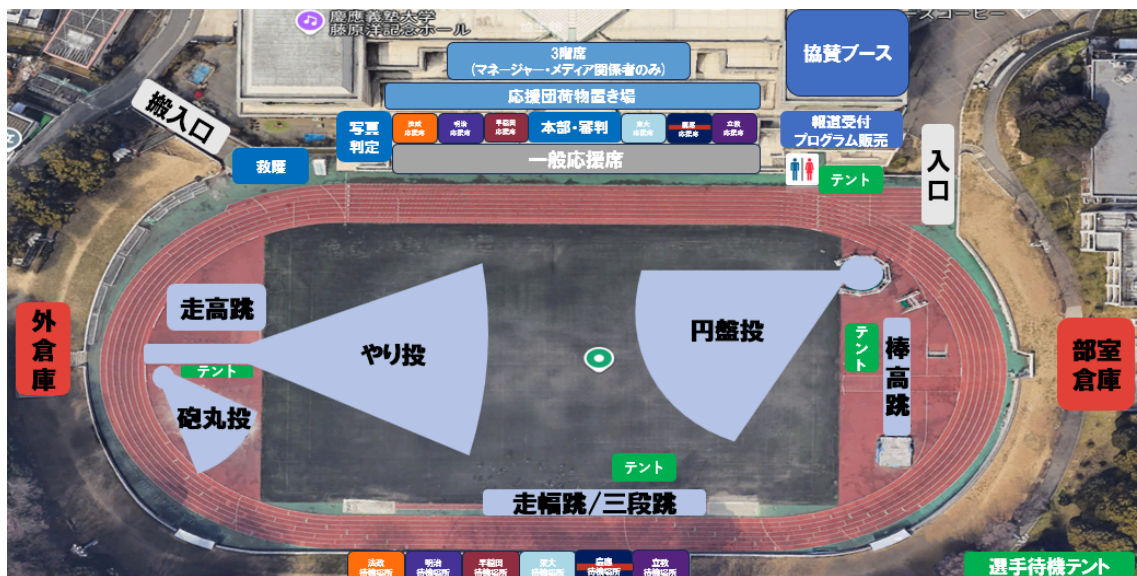 慶應義塾大学
藤原洋記念ホール
3階席
(マネージャー・メディア関係者のみ)
協賛ブース
応援団荷物置き場
搬入口
写真
判定
法政
応援席
明治
応援席
早稲田
応援席
本部・審判
東大
応援席
慶應
応援席
立教
応援席
報道受付
プログラム販売
一般応援席
救護
テント
入
口
走高跳
外
倉
庫
やり投
円盤投
テント
棒
高
跳
部室
倉庫
テント
砲丸投
テント
走幅跳/三段跳
法政
待機場所
明治
待機場所
早稲田
待機場所
東大
待機場所
慶應
待機場所
立教
待機場所
選手待機テント